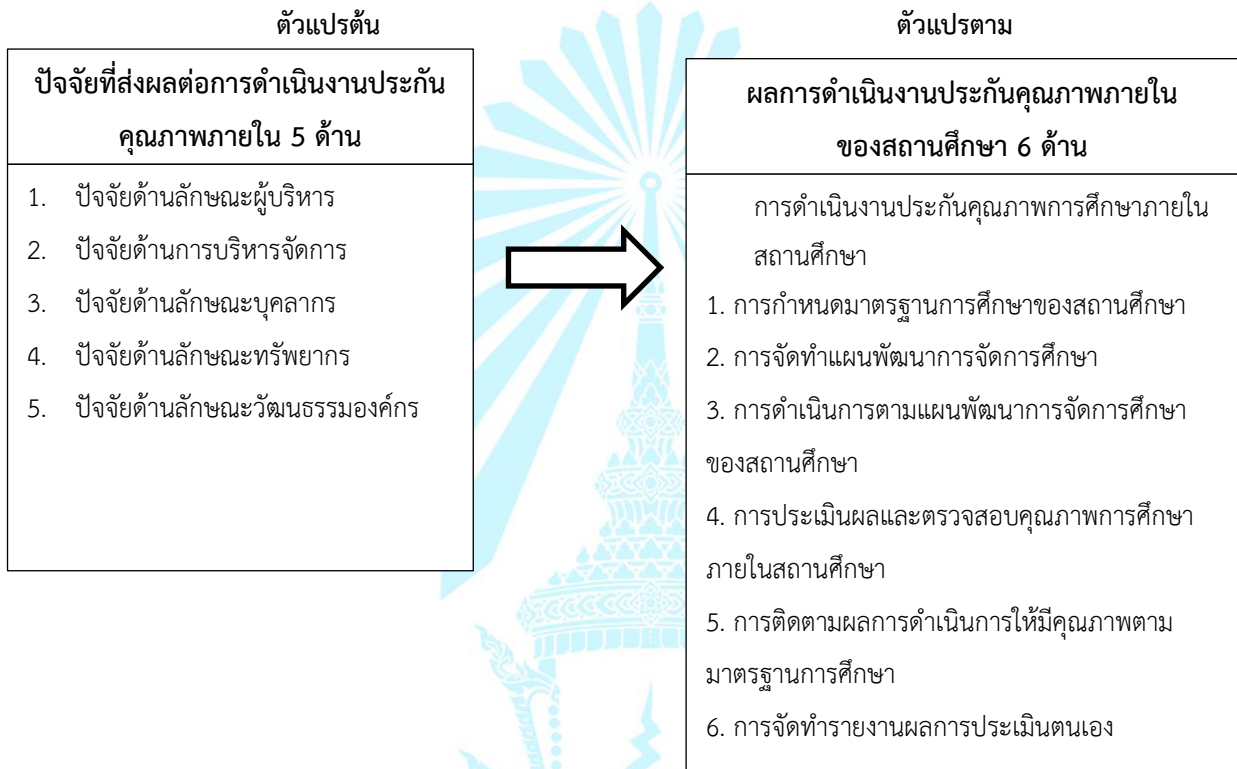 ตัวแปรต้น
ปัจจัยที่ส่งผลต่อการดำเนินงานประกัน
คุณภาพภายใน 5 ด้าน
1. ปัจจัยด้านลักษณะผู้บริหาร
2. ปัจจัยด้านการบริหารจัดการ
3. ปัจจัยด้านลักษณะบุคลากร
4. ปัจจัยด้านลักษณะทรัพยากร
5. ปัจจัยด้านลักษณะวัฒนธรรมองค์กร
ตัวแปรตาม
ผลการดำเนินงานประกันคุณภาพภายใน
ของสถานศึกษา 6 ด้าน
การดำเนินงานประกันคุณภาพการศึกษาภายใน
สถานศึกษา
1. การกำหนดมาตรฐานการศึกษาของสถานศึกษา
2. การจัดทำแผนพัฒนาการจัดการศึกษา
3. การดำเนินการตามแผนพัฒนาการจัดการศึกษา
ของสถานศึกษา
4. การประเมินผลและตรวจสอบคุณภาพการศึกษา
ภายในสถานศึกษา
5. การติดตามผลการดำเนินการให้มีคุณภาพตาม
มาตรฐานการศึกษา
6. การจัดทำรายงานผลการประเมินตนเอง